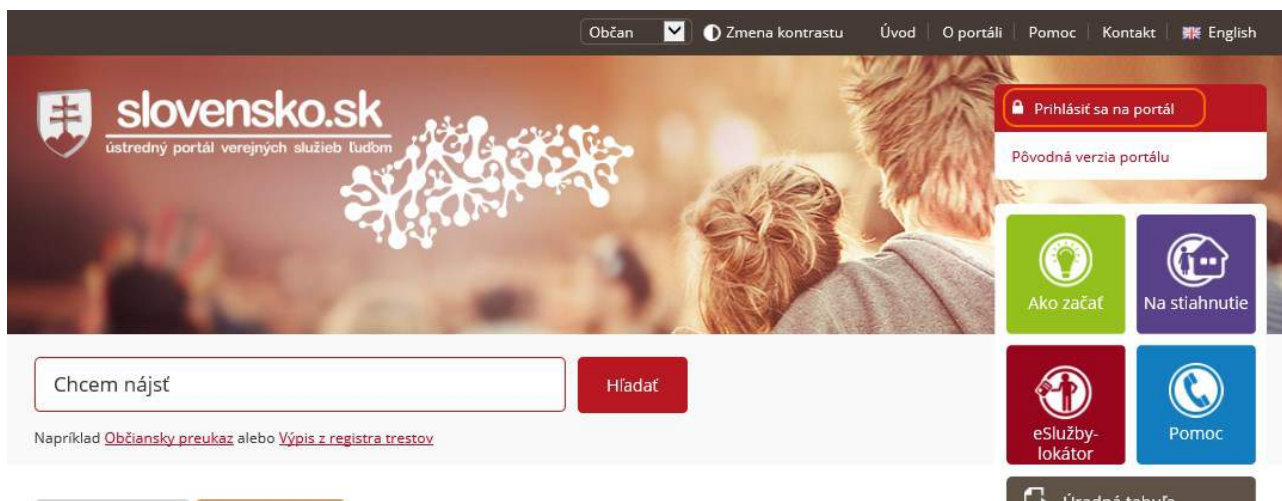 Občan Zmena kontrastu Úvod O portáli Pomoc Kontakt English
slovensko.sk
ústredný portál verejných služieb ľuďom
Prihlásiť sa na portál
Pôvodná verzia portálu
Ako začať
Na stiahnutie
Chcem nájsť
Hľadať
Napríklad Občiansky preukaz alebo Výpis z registra trestov
eSlužby-
lokátor
Pomoc
Úradná tabuľa